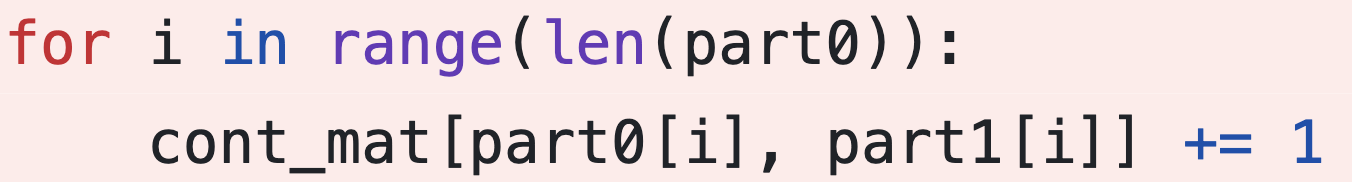 for i in range(len(part0)):
    cont_mat[part0[i], part1[i]] += 1